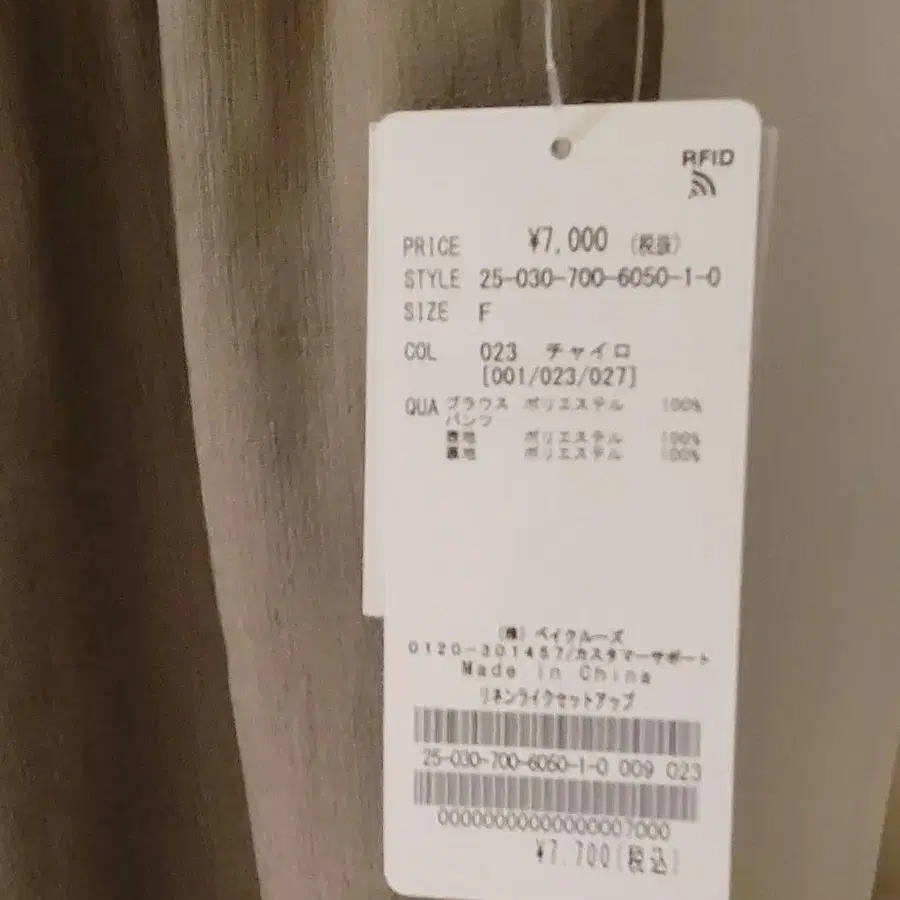 RFID
PRICE ¥7,000 (税抜)
STYLE 25-030-700-6050-1-0
SIZE F
COL 023 チャイロ
[001/023/027]
QUA ブラウス ポリエステル 100%
パンツ
表地 ポリエステル 100%
裏地 ポリエステル 100%
(株) ベイクルーズ
0120-301457/カスタマーサポート
Made in China
リネンライクセットアップ
25-030-700-6050-1-0 009 023
00000000000000007000
¥7,700(税込)